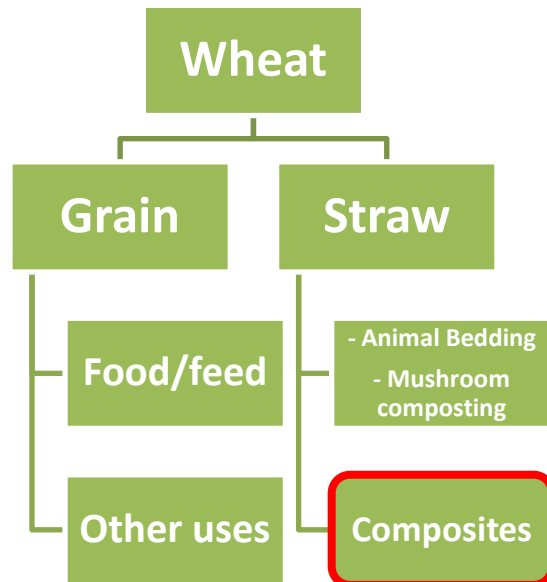 Wheat
Grain
Straw
Food/feed
- Animal Bedding
- Mushroom
composting
Other uses
Composites